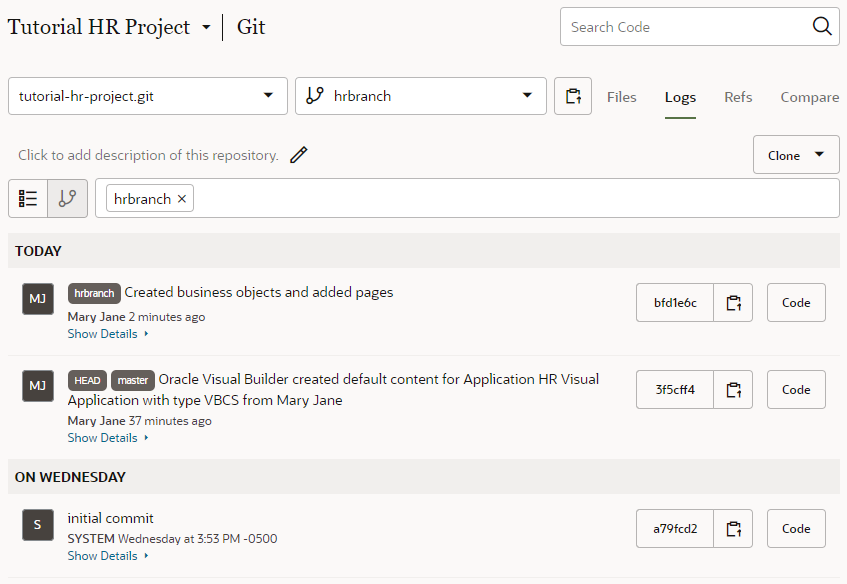 Tutorial HR Project Git
Search Code
tutorial-hr-project.git hrbranch Files Logs Refs Compare
Click to add description of this repository. Clone
hrbranch ×
TODAY
MJ hrbranch Created business objects and added pages bfd1e6c Code
Mary Jane 2 minutes ago
Show Details
MJ HEAD master Oracle Visual Builder created default content for Application HR Visual 3f5cff4 Code
Application with type VBCS from Mary Jane
Mary Jane 37 minutes ago
Show Details
ON WEDNESDAY
S initial commit a79fcd2 Code
SYSTEM Wednesday at 3:53 PM -0500
Show Details